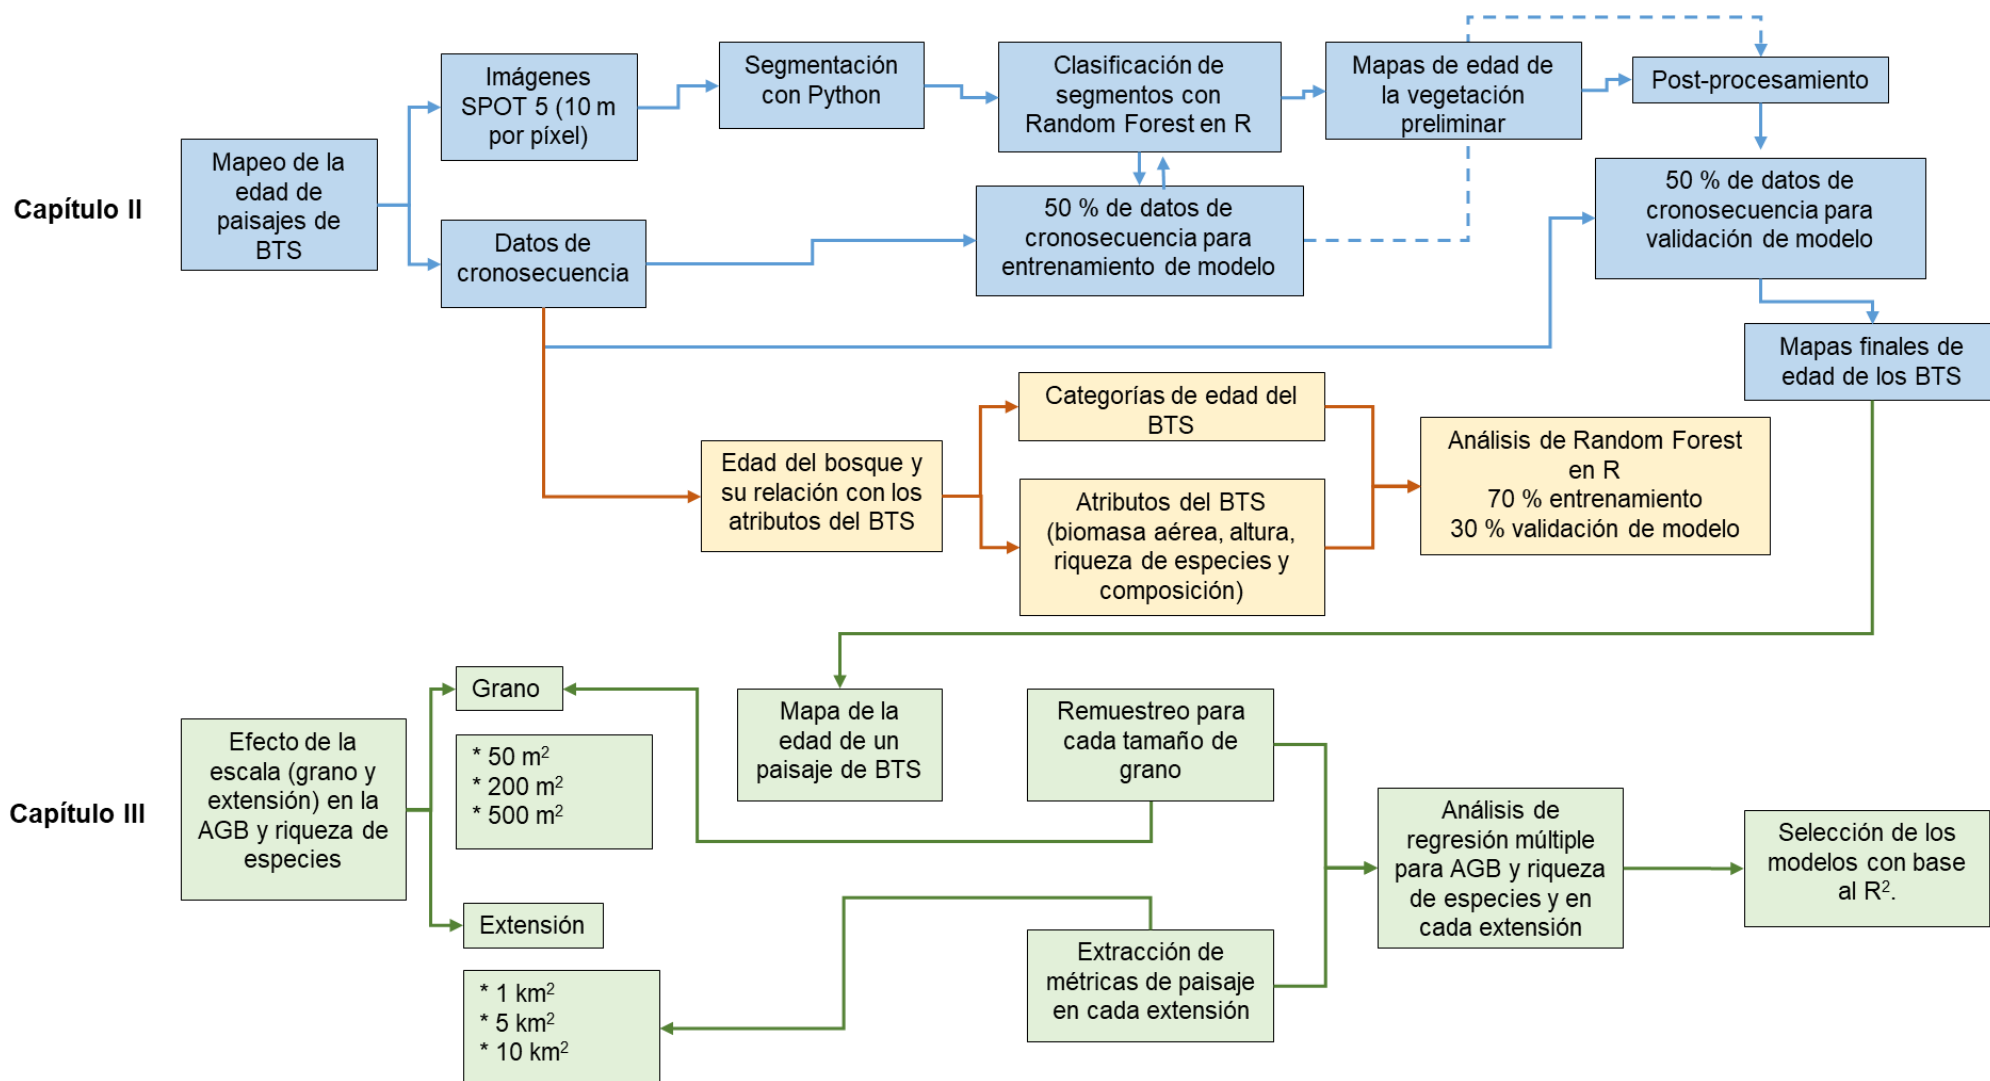 Capítulo II
Mapeo de la
edad de
paisajes de
BTS
Imágenes
SPOT 5 (10 m
por píxel)
Segmentación
con Python
Clasificación de
segmentos con
Random Forest en R
Mapas de edad de
la vegetación
preliminar
Post-procesamiento
Datos de
cronosecuencia
50 % de datos de
cronosecuencia para
entrenamiento de modelo
50 % de datos de
cronosecuencia para
validación de modelo
Mapas finales de
edad de los BTS
Edad del bosque y
su relación con los
atributos del BTS
Categorías de edad del
BTS
Atributos del BTS
(biomasa aérea, altura,
riqueza de especies y
composición)
Análisis de Random Forest
en R
70 % entrenamiento
30 % validación de modelo
Capítulo III
Efecto de la
escala (grano y
extensión) en la
AGB y riqueza de
especies
Grano
* 50 m²
* 200 m²
* 500 m²
Extensión
* 1 km²
* 5 km²
* 10 km²
Mapa de la
edad de un
paisaje de BTS
Remuestreo para
cada tamaño de
grano
Extracción de
métricas de paisaje
en cada extensión
Análisis de
regresión múltiple
para AGB y riqueza
de especies y en
cada extensión
Selección de los
modelos con base
al R².